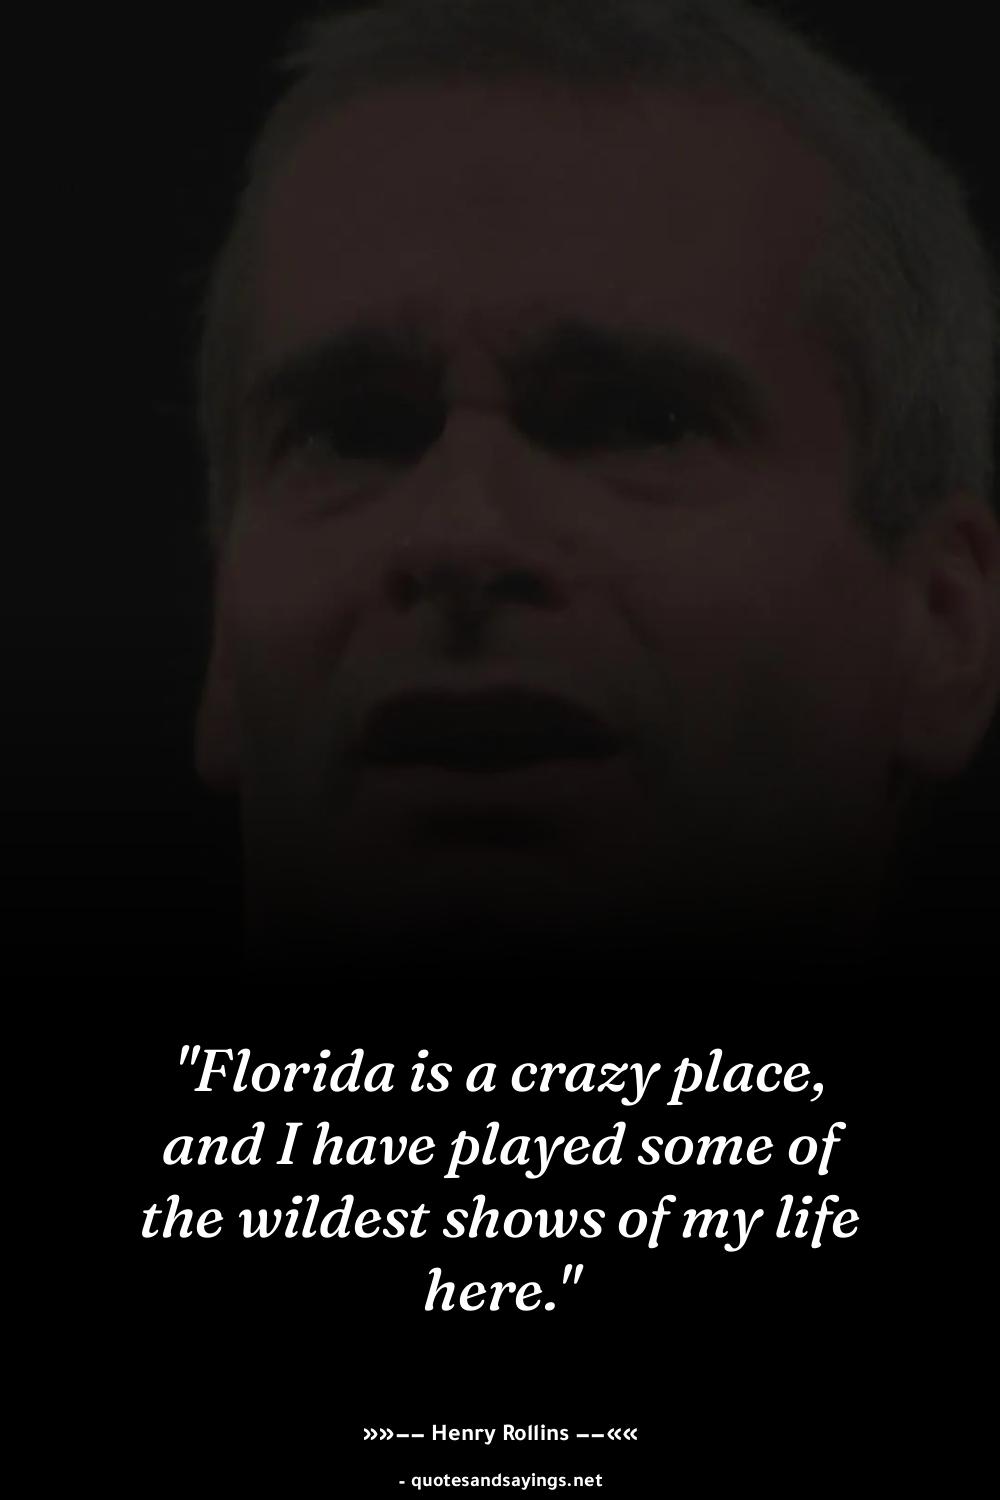 "Florida is a crazy place,
and I have played some of
the wildest shows of my life
here."
»»–– Henry Rollins ––««
- quotesandsayings.net